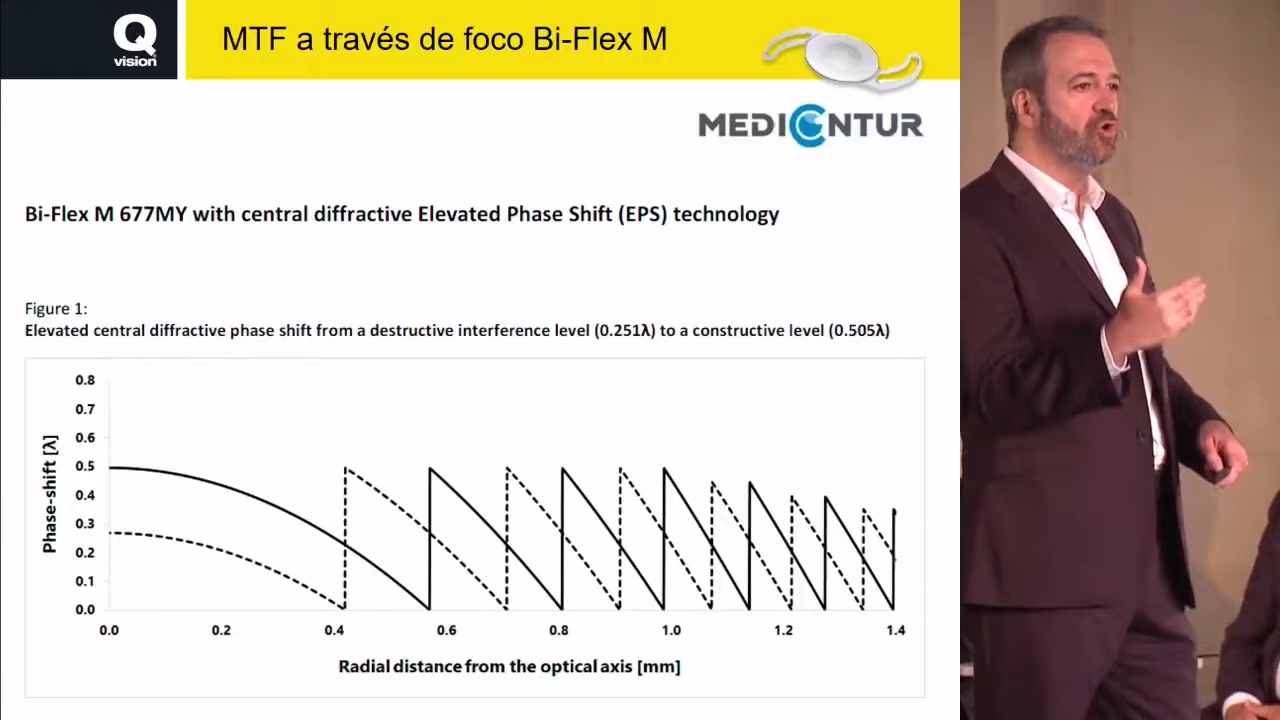 Q
vision
MTF a través de foco Bi-Flex M
MEDICNTUR
Bi-Flex M 677MY with central diffractive Elevated Phase Shift (EPS) technology
Figure 1:
Elevated central diffractive phase shift from a destructive interference level (0.251λ) to a constructive level (0.505λ)
Phase-shift [λ]
0.8
0.7
0.6
0.5
0.4
0.3
0.2
0.1
0.0
0.0 0.2 0.4 0.6 0.8 1.0 1.2 1.4
Radial distance from the optical axis [mm]